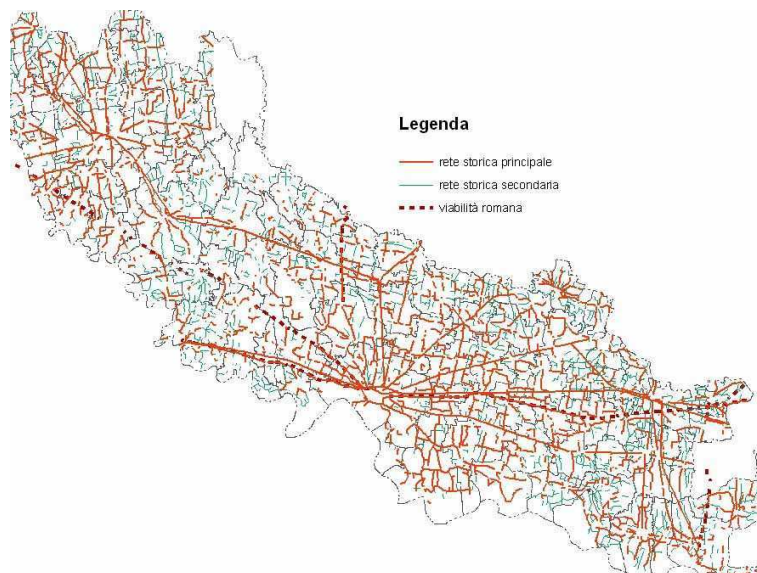 Legenda
rete storica principale
rete storica secondaria
viabilità romana